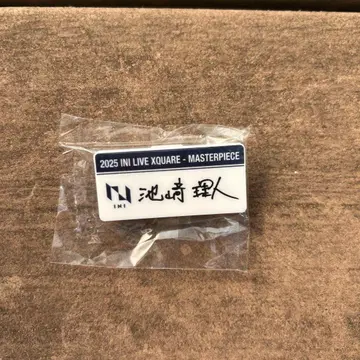 2025 INI LIVE XQUARE - MASTERPIECE
池﨑理人
INI